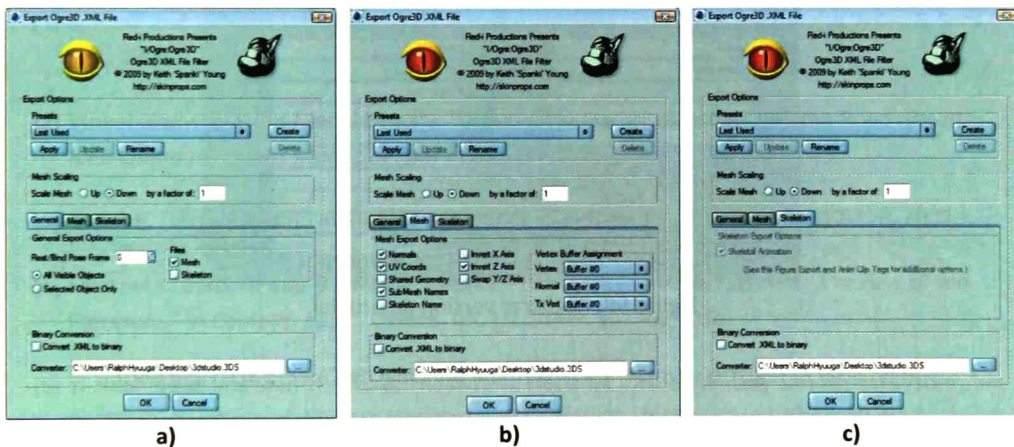 Export Ogre3D .XML File
Red-i Productions Presents
"I/Ogre:Ogre3D"
Ogre3D XML File Filter
© 2009 by Keith 'Spanki' Young
http://skinprops.com
Export Options
Presets
Last Used
Create
Apply Update Rename Delete
Mesh Scaling
Scale Mesh Up Down by a factor of: 1
General Mesh Skeleton
General Export Options
Rest/Bind Pose Frame 0
All Visible Objects
Selected Object Only
Files
Mesh
Skeleton
Binary Conversion
Convert .XML to binary
Converter: C:\Users\RalphHyuuga\Desktop\3dstudio.3DS ...
OK Cancel
a)
Export Ogre3D .XML File
Red-i Productions Presents
"I/Ogre:Ogre3D"
Ogre3D XML File Filter
© 2009 by Keith 'Spanki' Young
http://skinprops.com
Export Options
Presets
Last Used
Create
Apply Update Rename Delete
Mesh Scaling
Scale Mesh Up Down by a factor of: 1
General Mesh Skeleton
Mesh Export Options
Normals
UV Coords
Shared Geometry
SubMesh Names
Skeleton Name
Invert X Axis
Invert Z Axis
Swap Y/Z Axis
Vertex Buffer Assignment
Vertex Buffer #0
Normal Buffer #0
Tx Vert Buffer #0
Binary Conversion
Convert .XML to binary
Converter: C:\Users\RalphHyuuga\Desktop\3dstudio.3DS ...
OK Cancel
b)
Export Ogre3D .XML File
Red-i Productions Presents
"I/Ogre:Ogre3D"
Ogre3D XML File Filter
© 2009 by Keith 'Spanki' Young
http://skinprops.com
Export Options
Presets
Last Used
Create
Apply Update Rename Delete
Mesh Scaling
Scale Mesh Up Down by a factor of: 1
General Mesh Skeleton
Skeleton Export Options
Skeletal Animation
(See the Figure Export and Anim Clip Tags for additional options.)
Binary Conversion
Convert .XML to binary
Converter: C:\Users\RalphHyuuga\Desktop\3dstudio.3DS ...
OK Cancel
c)